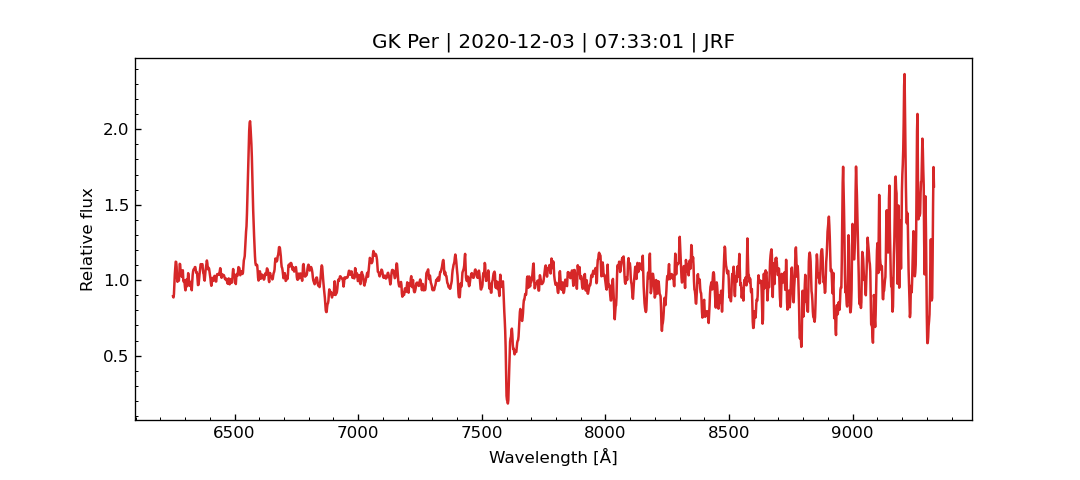 GK Per | 2020-12-03 | 07:33:01 | JRF
Relative flux
2.0
1.5
1.0
0.5
6500 7000 7500 8000 8500 9000
Wavelength [Å]